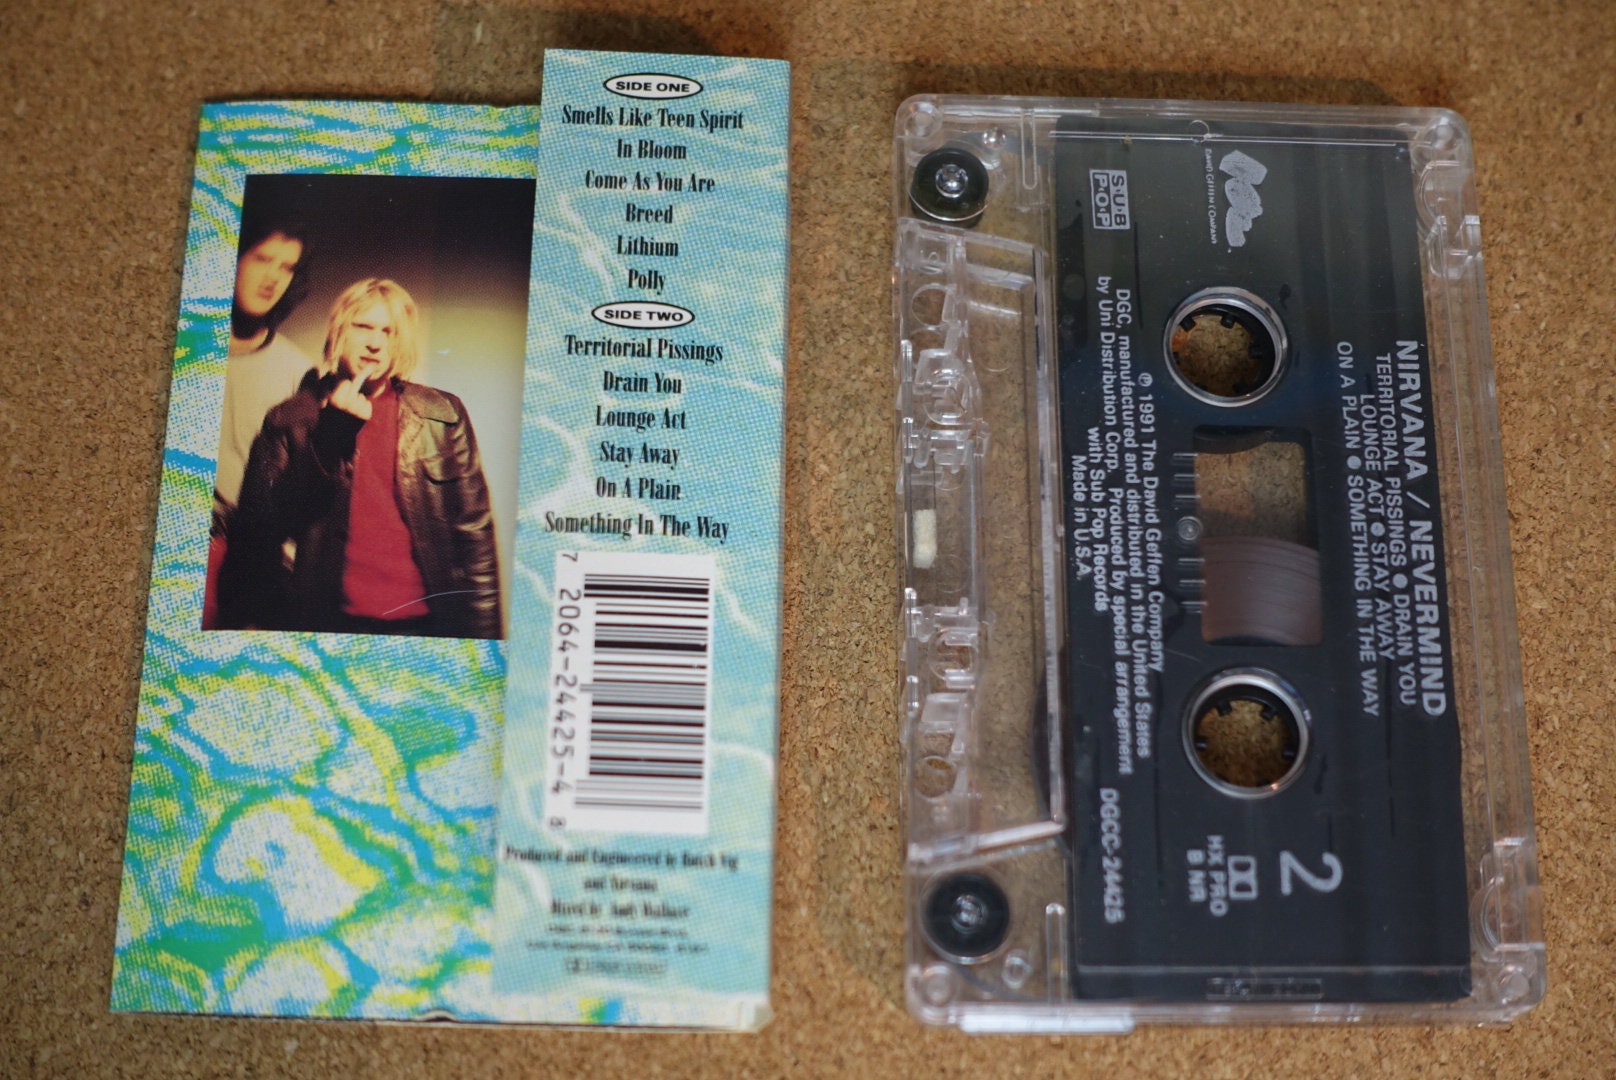 SIDE ONE
Smells Like Teen Spirit
In Bloom
Come As You Are
Breed
Lithium
Polly
SIDE TWO
Territorial Pissings
Drain You
Lounge Act
Stay Away
On A Plain
Something In The Way
7 20064-24425-4 8
Produced and Engineered by Butch Vig
and Nirvana
Mixed by Andy Wallace
NIRVANA / NEVERMIND
TERRITORIAL PISSINGS ● DRAIN YOU
LOUNGE ACT ● STAY AWAY
ON A PLAIN ● SOMETHING IN THE WAY
2
HX PRO
B NR
DAVID GEFFEN COMPANY
SUB
POP
℗ 1991 The David Geffen Company
DGC, manufactured and distributed in the United States
by Uni Distribution Corp. Produced by special arrangement
with Sub Pop Records
Made in U.S.A.
DGCC-24425